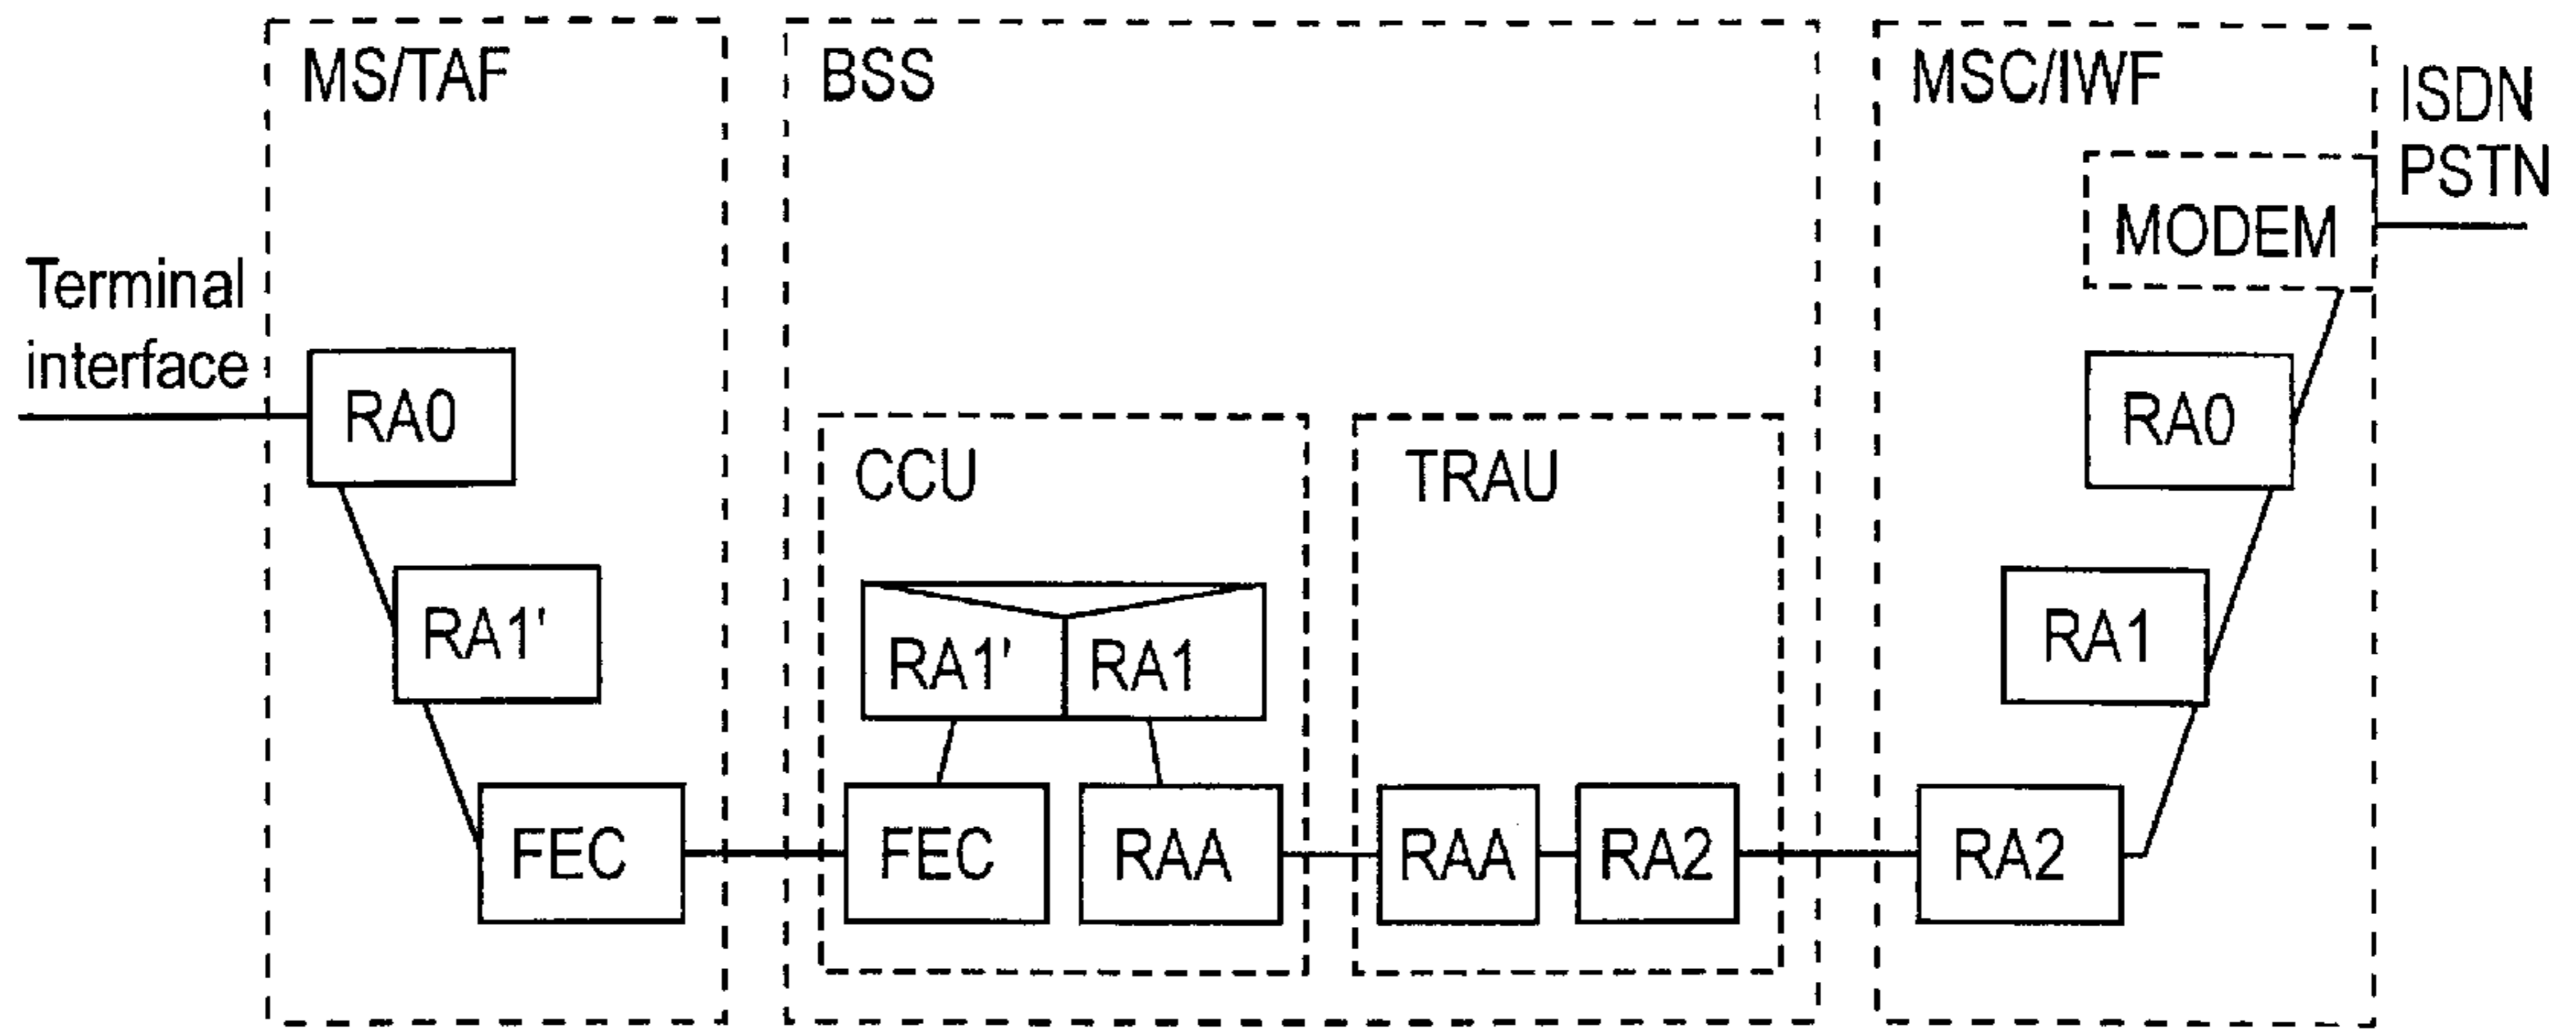 MS/TAF
BSS
MSC/IWF
ISDN
PSTN
MODEM
Terminal
interface
RA0
RA0
CCU
TRAU
RA1'
RA1'
RA1
RA1
FEC
FEC
RAA
RAA
RA2
RA2